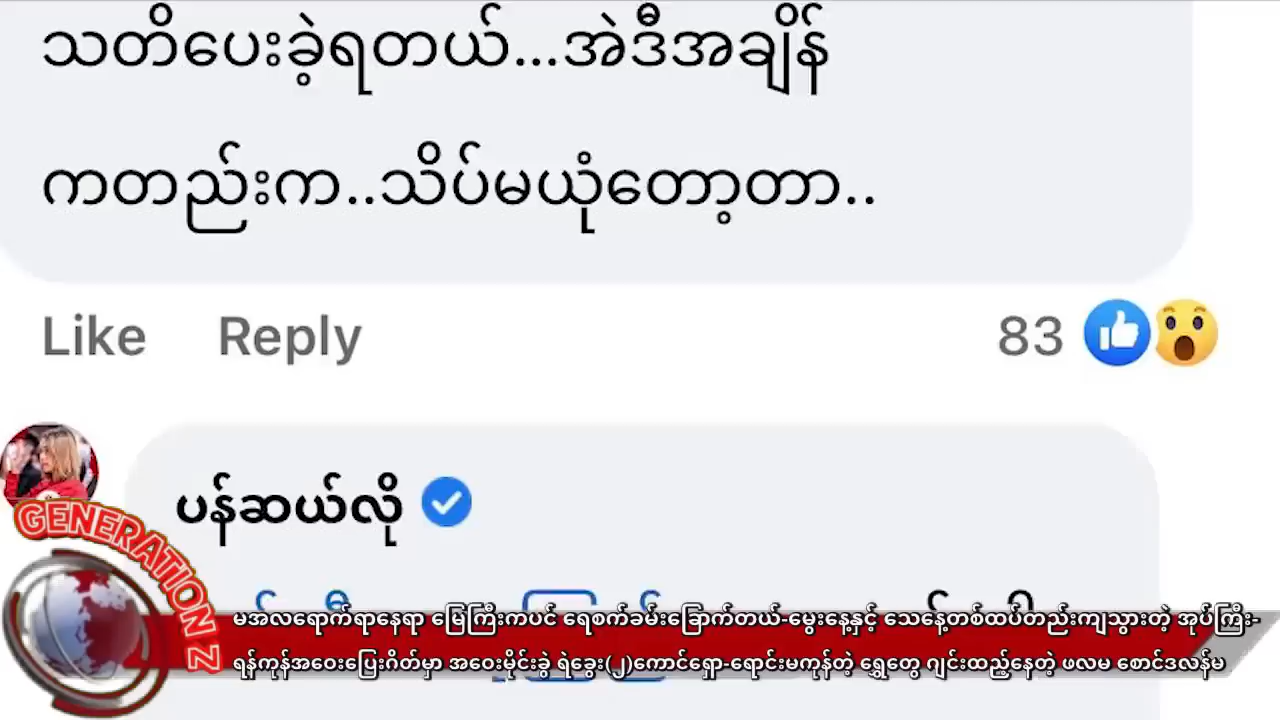 သတိပေးခဲ့ရတယ်...အဲဒီအချိန်
ကတည်းက..သိပ်မယုံတော့တာ..
Like Reply 83
ပန်ဆယ်လို
GENERATION Z
မအလရောက်ရာနေရာ မြေကြီးကပင် ရေစက်ခမ်းခြောက်တယ်-မွေးနေ့နှင့် သေနေ့တစ်ထပ်တည်းကျသွားတဲ့ အုပ်ကြီး-
ရန်ကုန်အဝေးပြေးဂိတ်မှာ အဝေးမိုင်းခွဲ ရဲခွေး(၂)ကောင်ရှော-ရောင်းမကုန်တဲ့ ရွှေတွေ ဂျင်းထည့်နေတဲ့ ဖလမ စောင်ဒလန်မ